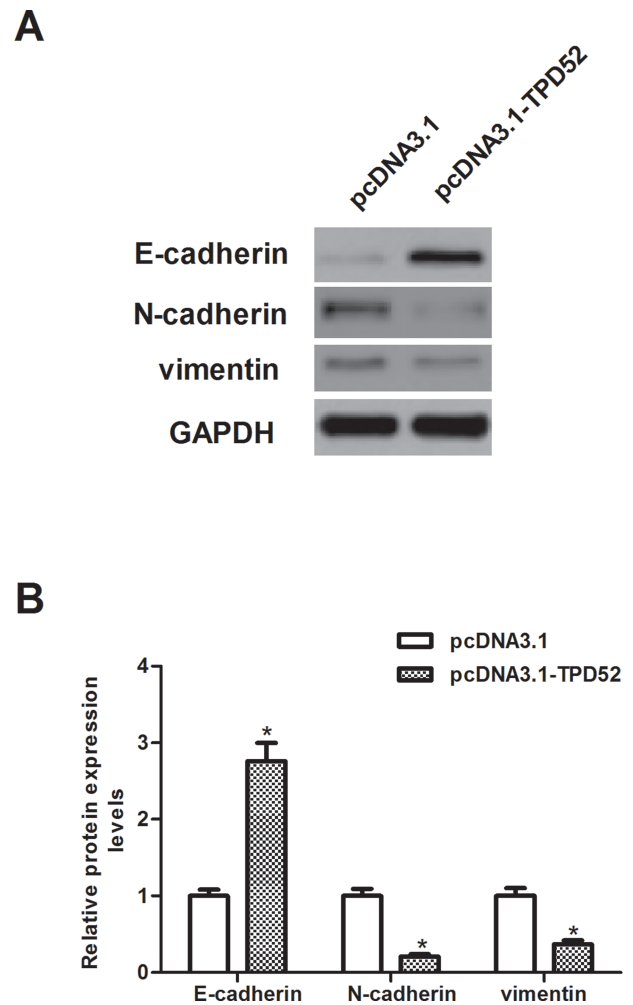 A
pcDNA3.1
pcDNA3.1-TPD52
E-cadherin
N-cadherin
vimentin
GAPDH
B
pcDNA3.1
pcDNA3.1-TPD52
Relative protein expression
levels
4
3
2
1
0
*
*
*
E-cadherin
N-cadherin
vimentin